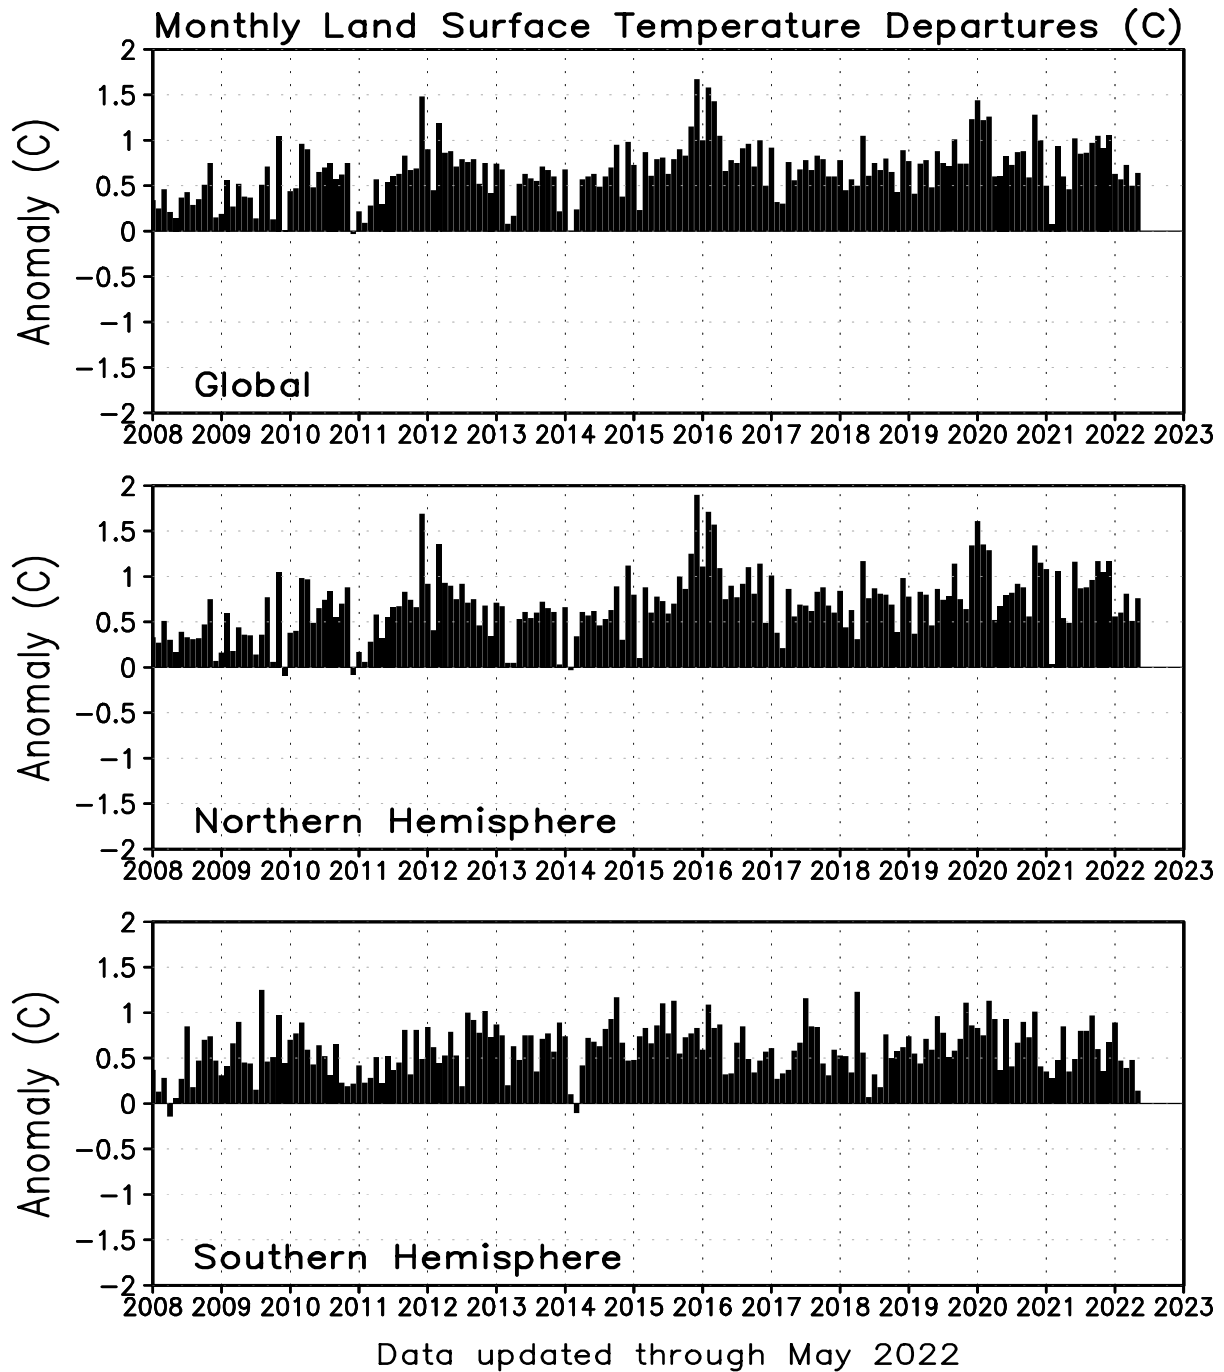 Monthly Land Surface Temperature Departures (C)
2
1.5
1
0.5
0
−0.5
−1
−1.5
−2
Anomaly (C)
Global
2008 2009 2010 2011 2012 2013 2014 2015 2016 2017 2018 2019 2020 2021 2022 2023
2
1.5
1
0.5
0
−0.5
−1
−1.5
−2
Anomaly (C)
Northern Hemisphere
2008 2009 2010 2011 2012 2013 2014 2015 2016 2017 2018 2019 2020 2021 2022 2023
2
1.5
1
0.5
0
−0.5
−1
−1.5
−2
Anomaly (C)
Southern Hemisphere
2008 2009 2010 2011 2012 2013 2014 2015 2016 2017 2018 2019 2020 2021 2022 2023
Data updated through May 2022